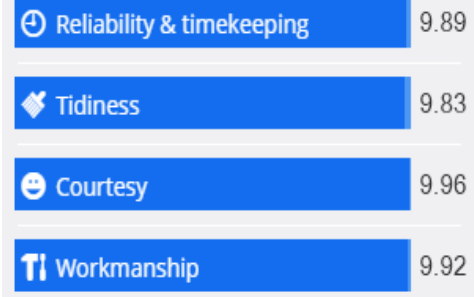 Reliability & timekeeping 9.89
Tidiness 9.83
Courtesy 9.96
Workmanship 9.92